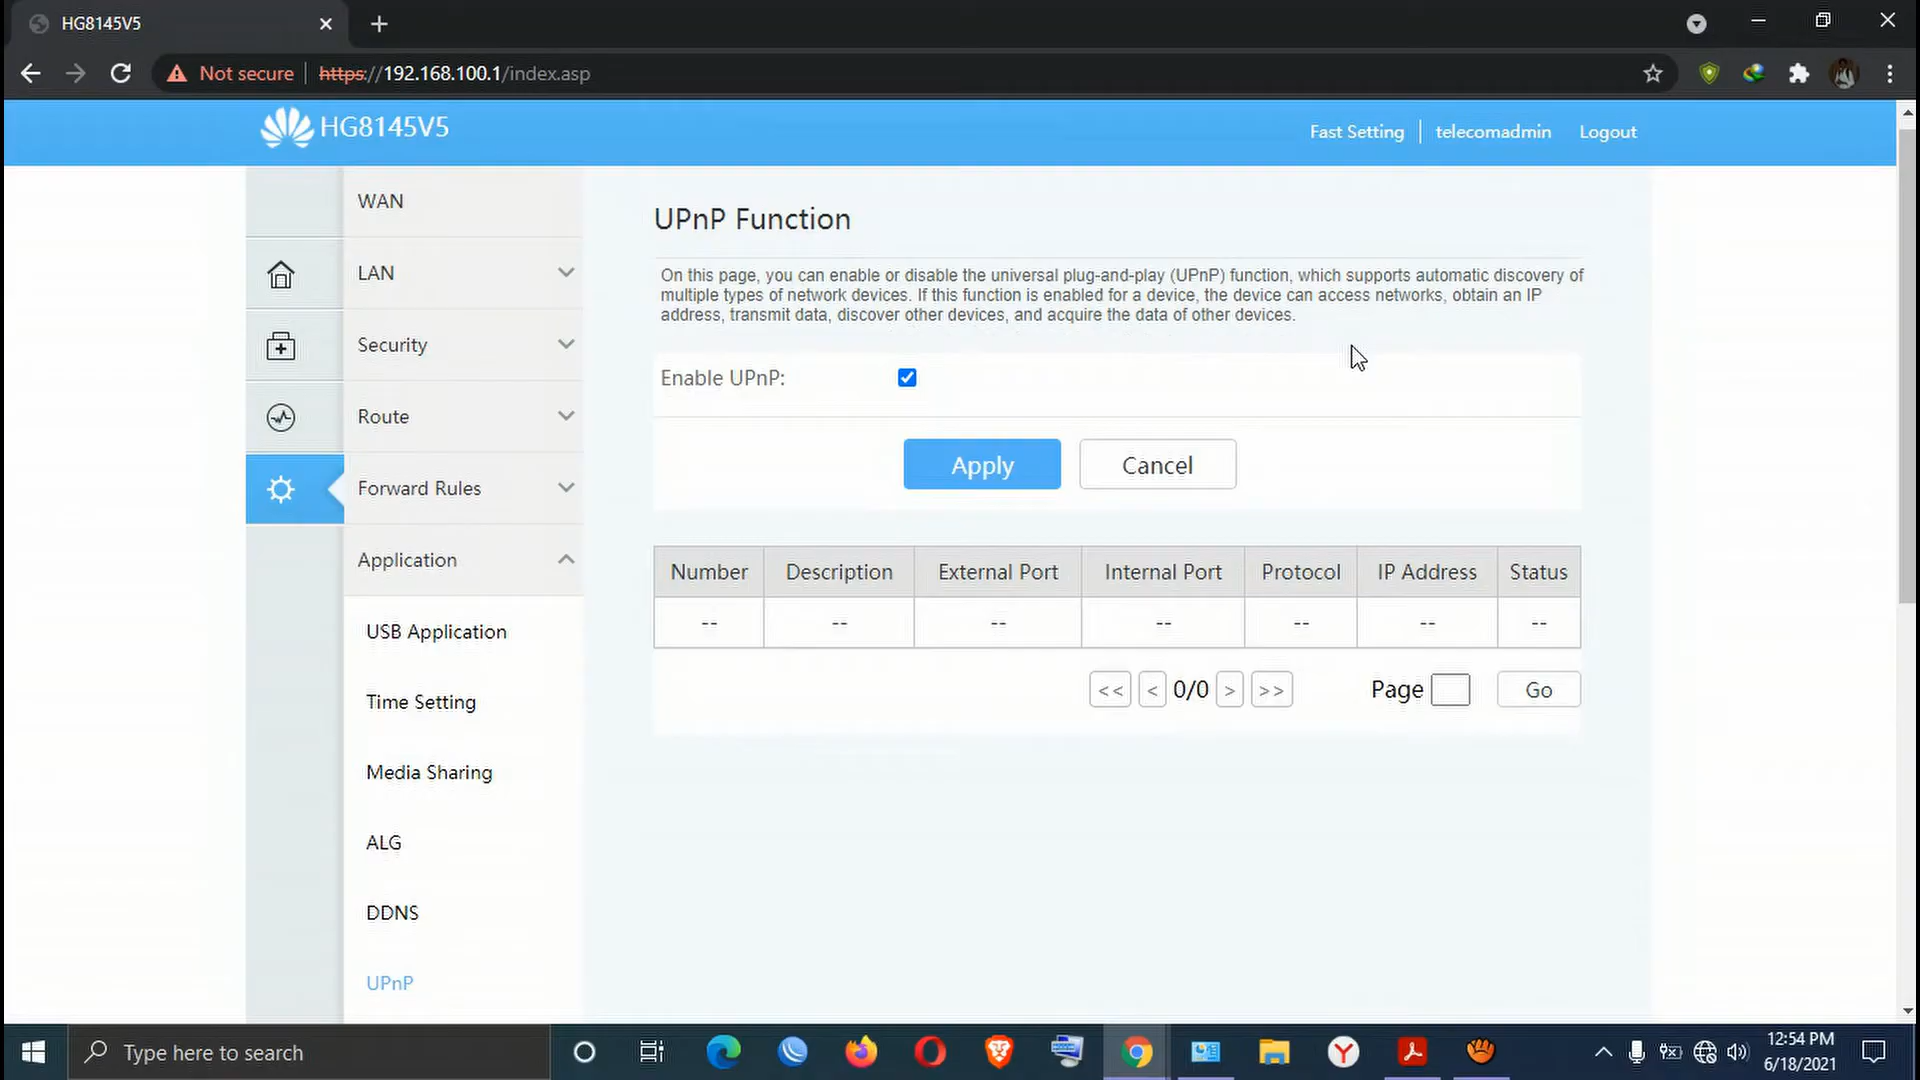 HG8145V5
Not secure https://192.168.100.1/index.asp
HG8145V5
Fast Setting telecomadmin Logout
WAN
LAN
Security
Route
Forward Rules
Application
USB Application
Time Setting
Media Sharing
ALG
DDNS
UPnP
UPnP Function
On this page, you can enable or disable the universal plug-and-play (UPnP) function, which supports automatic discovery of
multiple types of network devices. If this function is enabled for a device, the device can access networks, obtain an IP
address, transmit data, discover other devices, and acquire the data of other devices.
Enable UPnP:
Apply Cancel
Number Description External Port Internal Port Protocol IP Address Status
-- -- -- -- -- -- --
<< < 0/0 > >> Page Go
Type here to search
12:54 PM
6/18/2021